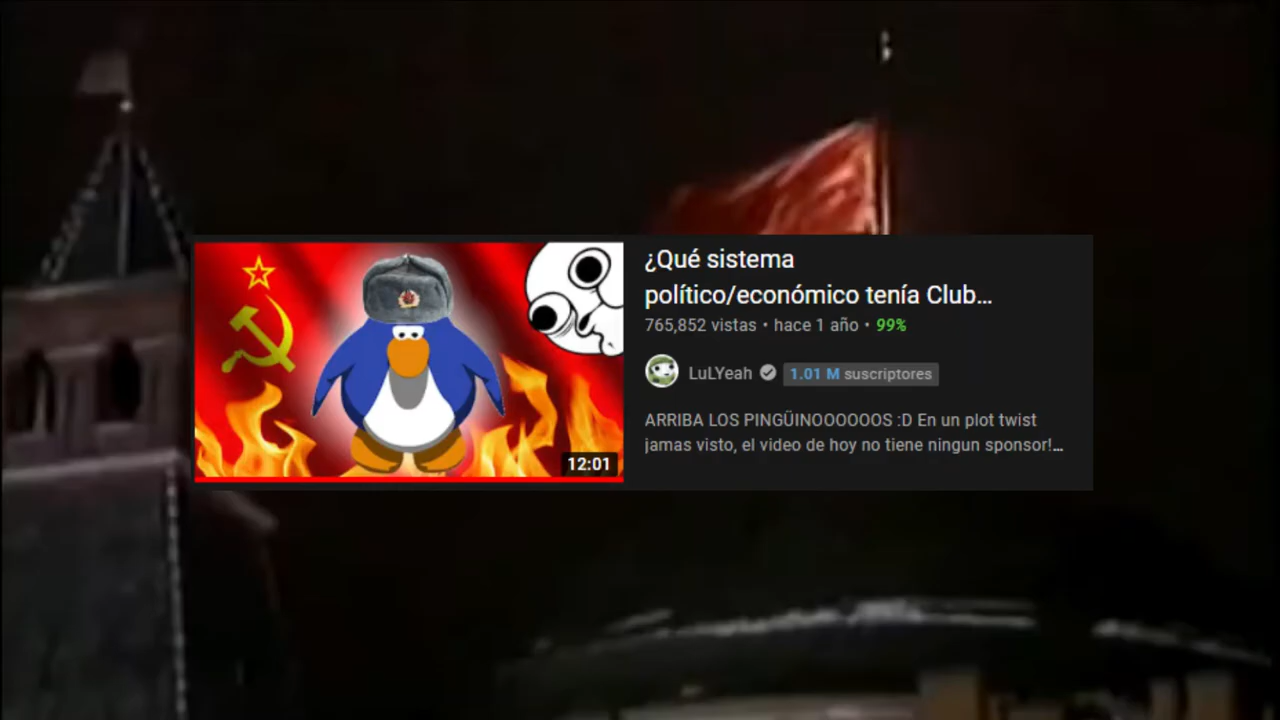 ¿Qué sistema
político/económico tenía Club...
765,852 vistas • hace 1 año • 99%
LuLYeah
1.01 M suscriptores
ARRIBA LOS PINGÜINOOOOOOS :D En un plot twist
jamas visto, el video de hoy no tiene ningun sponsor!...
12:01